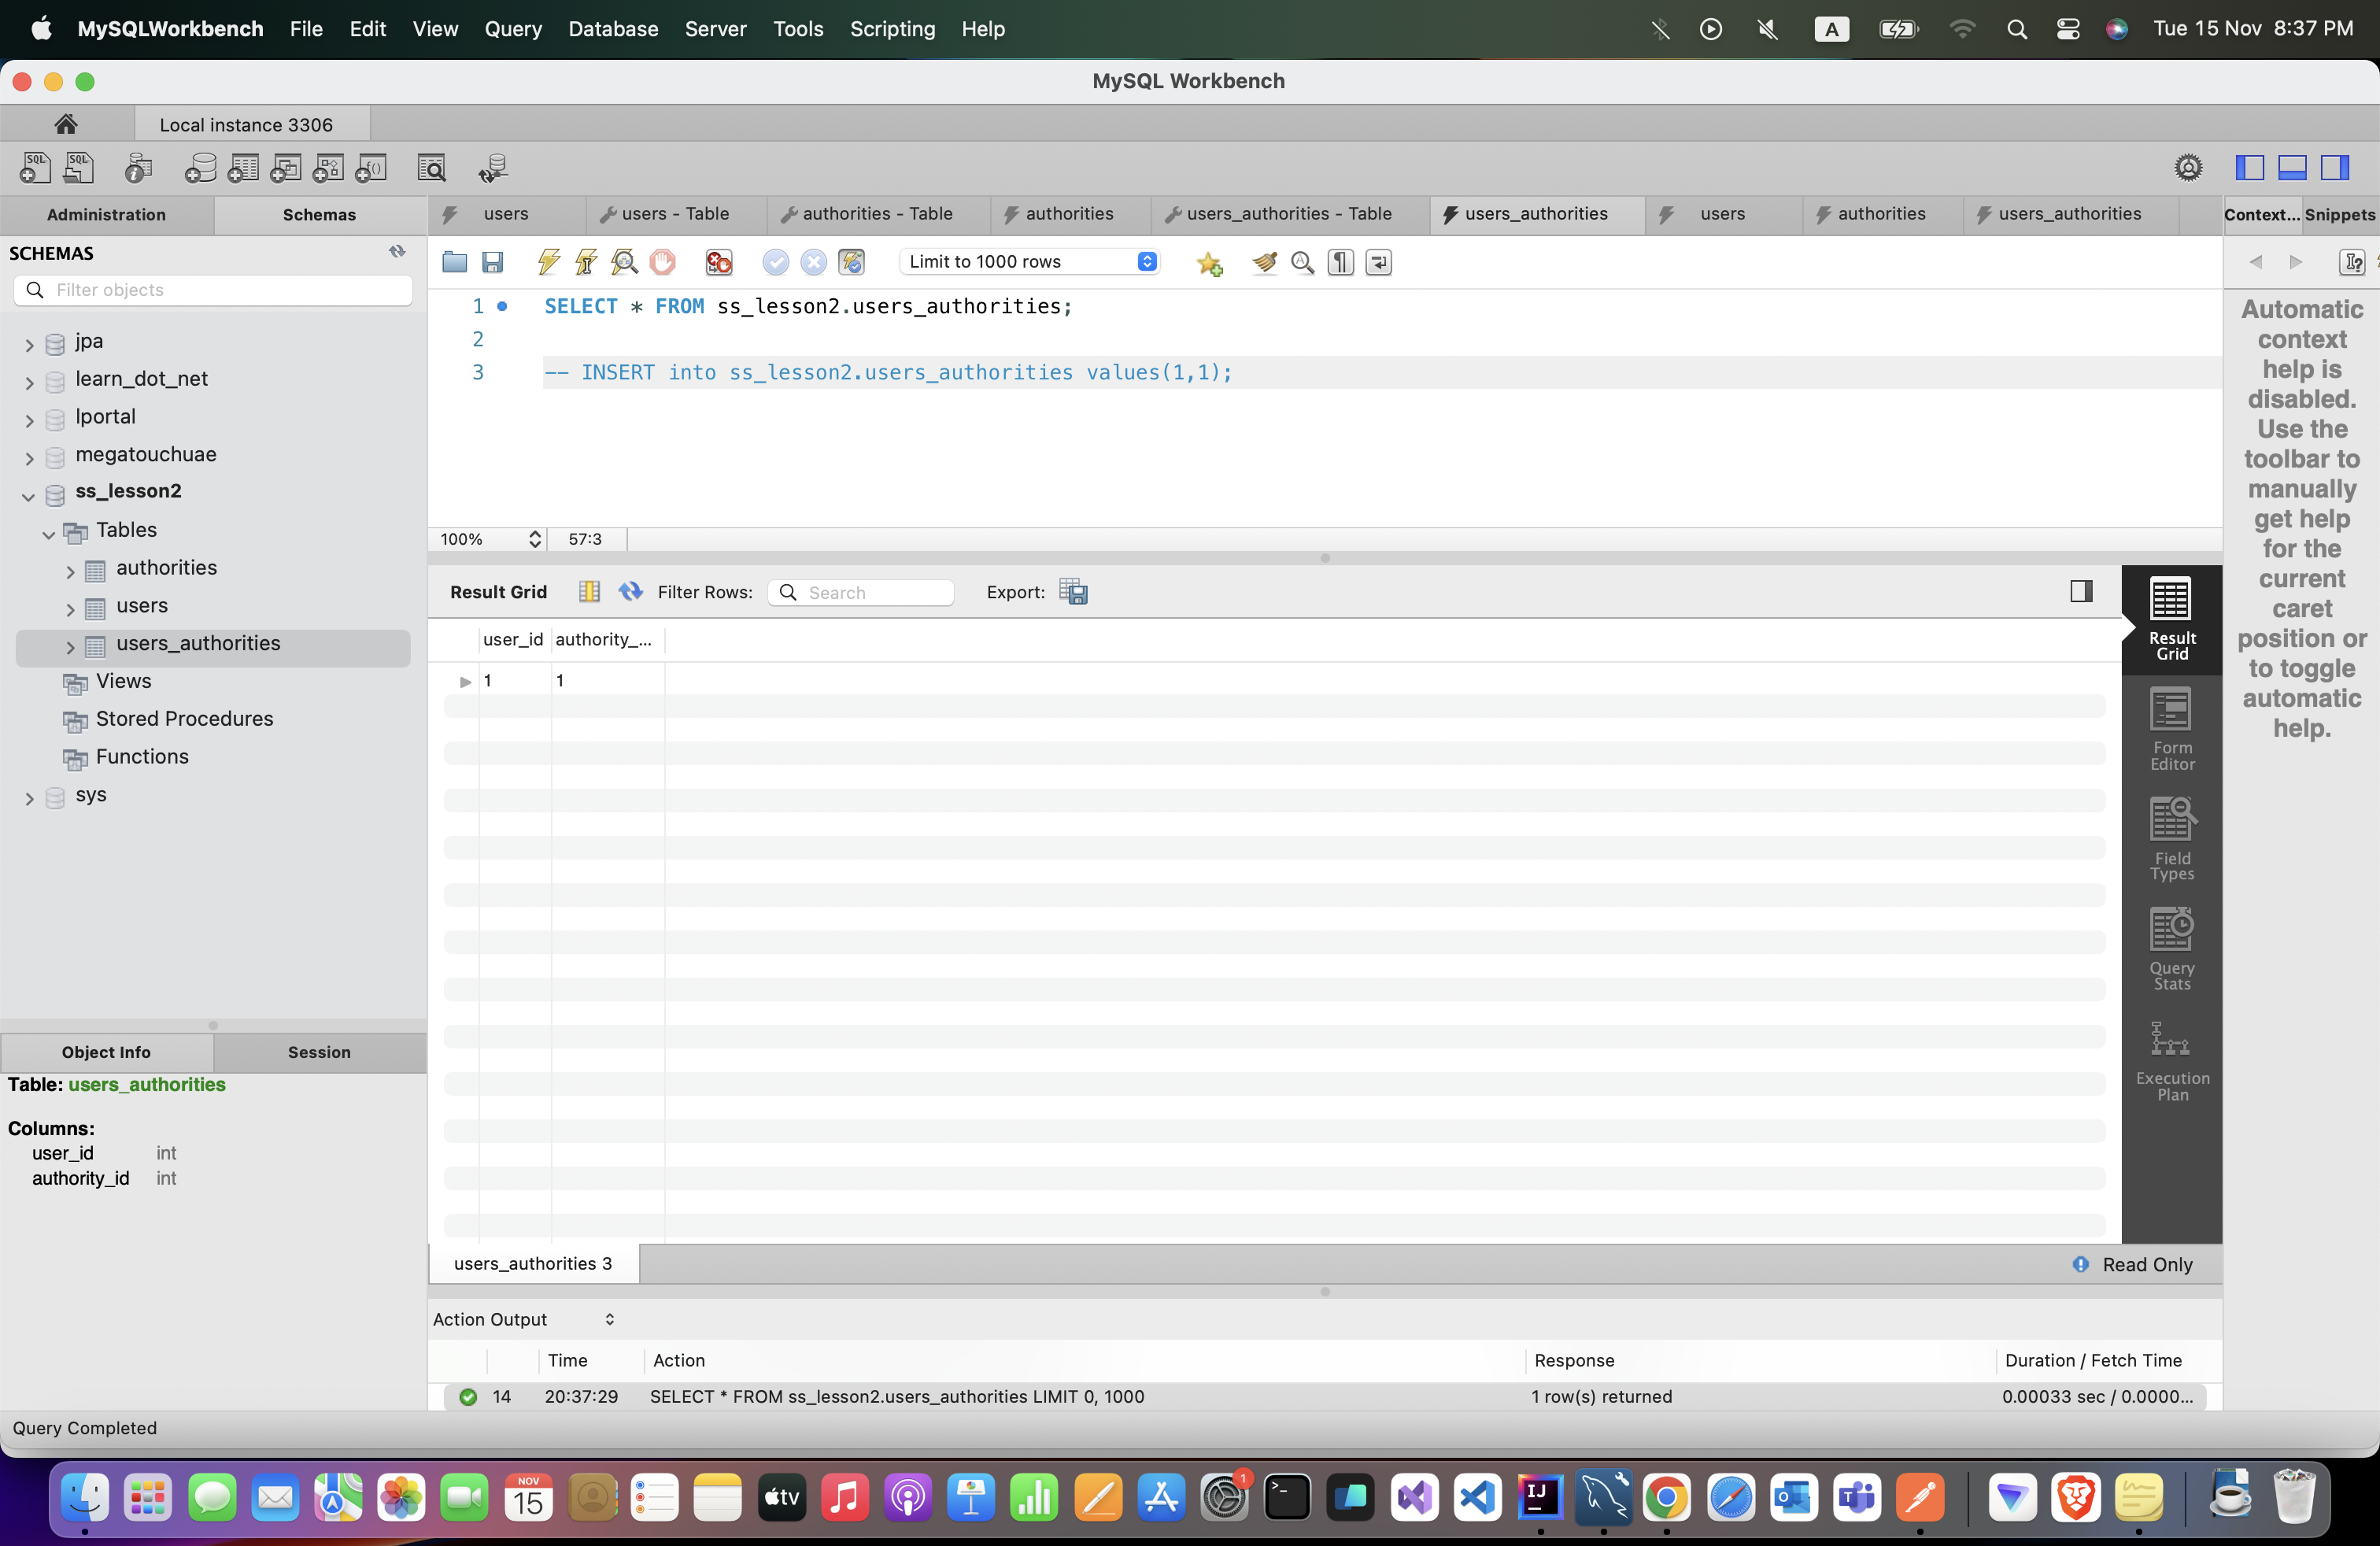 MySQLWorkbench File Edit View Query Database Server Tools Scripting Help A Tue 15 Nov 8:37 PM
MySQL Workbench
Local instance 3306
SQL SQL
Administration Schemas users users - Table authorities - Table authorities users_authorities - Table users_authorities users authorities users_authorities Context... Snippets
SCHEMAS
Filter objects
Limit to 1000 rows
1 SELECT * FROM ss_lesson2.users_authorities;
2
3 -- INSERT into ss_lesson2.users_authorities values(1,1);
jpa
learn_dot_net
lportal
megatouchuae
ss_lesson2
Tables
authorities
users
users_authorities
Views
Stored Procedures
Functions
sys
100% 57:3
Automatic
context
help is
disabled.
Use the
toolbar to
manually
get help
for the
current
caret
position or
to toggle
automatic
help.
Result Grid Filter Rows: Search Export:
user_id authority_...
1 1
Result
Grid
Form
Editor
Field
Types
Query
Stats
Execution
Plan
Object Info Session
Table: users_authorities
Columns:
user_id int
authority_id int
users_authorities 3 Read Only
Action Output
Time Action Response Duration / Fetch Time
14 20:37:29 SELECT * FROM ss_lesson2.users_authorities LIMIT 0, 1000 1 row(s) returned 0.00033 sec / 0.0000...
Query Completed
NOV
15
tv
1
IJ